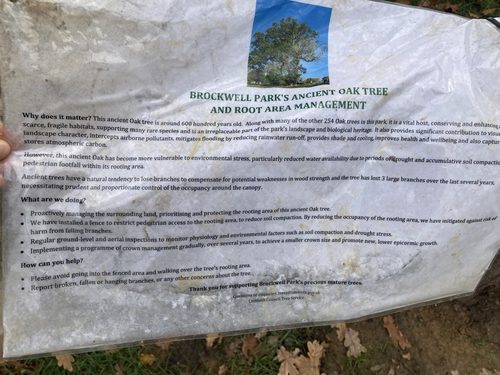 BROCKWELL PARK'S ANCIENT OAK TREE
AND ROOT AREA MANAGEMENT
Why does it matter? This ancient Oak tree is around 600 hundred years old. Along with many of the other 254 Oak trees in this park, it is a vital host, conserving and enhancing
scarce, fragile habitats, supporting many rare species and is an irreplaceable part of the park's landscape and biological heritage. It also provides significant contribution to visual
landscape character, intercepts airborne pollutants, mitigates flooding by reducing rainwater run-off, provides shade and cooling, improves health and wellbeing and also captures
stores atmospheric carbon.
However, this ancient Oak has become more vulnerable to environmental stress, particularly reduced water availability due to periods of drought and accumulative soil compaction
pedestrian footfall within its rooting area.
Ancient trees have a natural tendency to lose branches to compensate for potential weaknesses in wood strength and the tree has lost 3 large branches over the last several years,
necessitating prudent and proportionate control of the occupancy around the canopy.
What are we doing?
• Proactively managing the surrounding land, prioritising and protecting the rooting area of this ancient Oak.
• We have installed a fence to restrict pedestrian access to the rooting area, to reduce soil compaction. By reducing the occupancy of the rooting area, we have mitigated against risk of
harm from falling branches.
• Regular ground-level and aerial inspections to monitor physiology and environmental factors such as soil compaction and drought stress.
• Implementing a programme of crown management gradually, over several years, to achieve a smaller crown size and promote new, lower epicormic growth.
How can you help?
• Please avoid going into the fenced area and walking over the tree's rooting area.
• Report broken, fallen or hanging branches, or any other concerns about the tree.
Thank you for supporting Brockwell Park's precious mature trees
Lambeth Council Tree Service